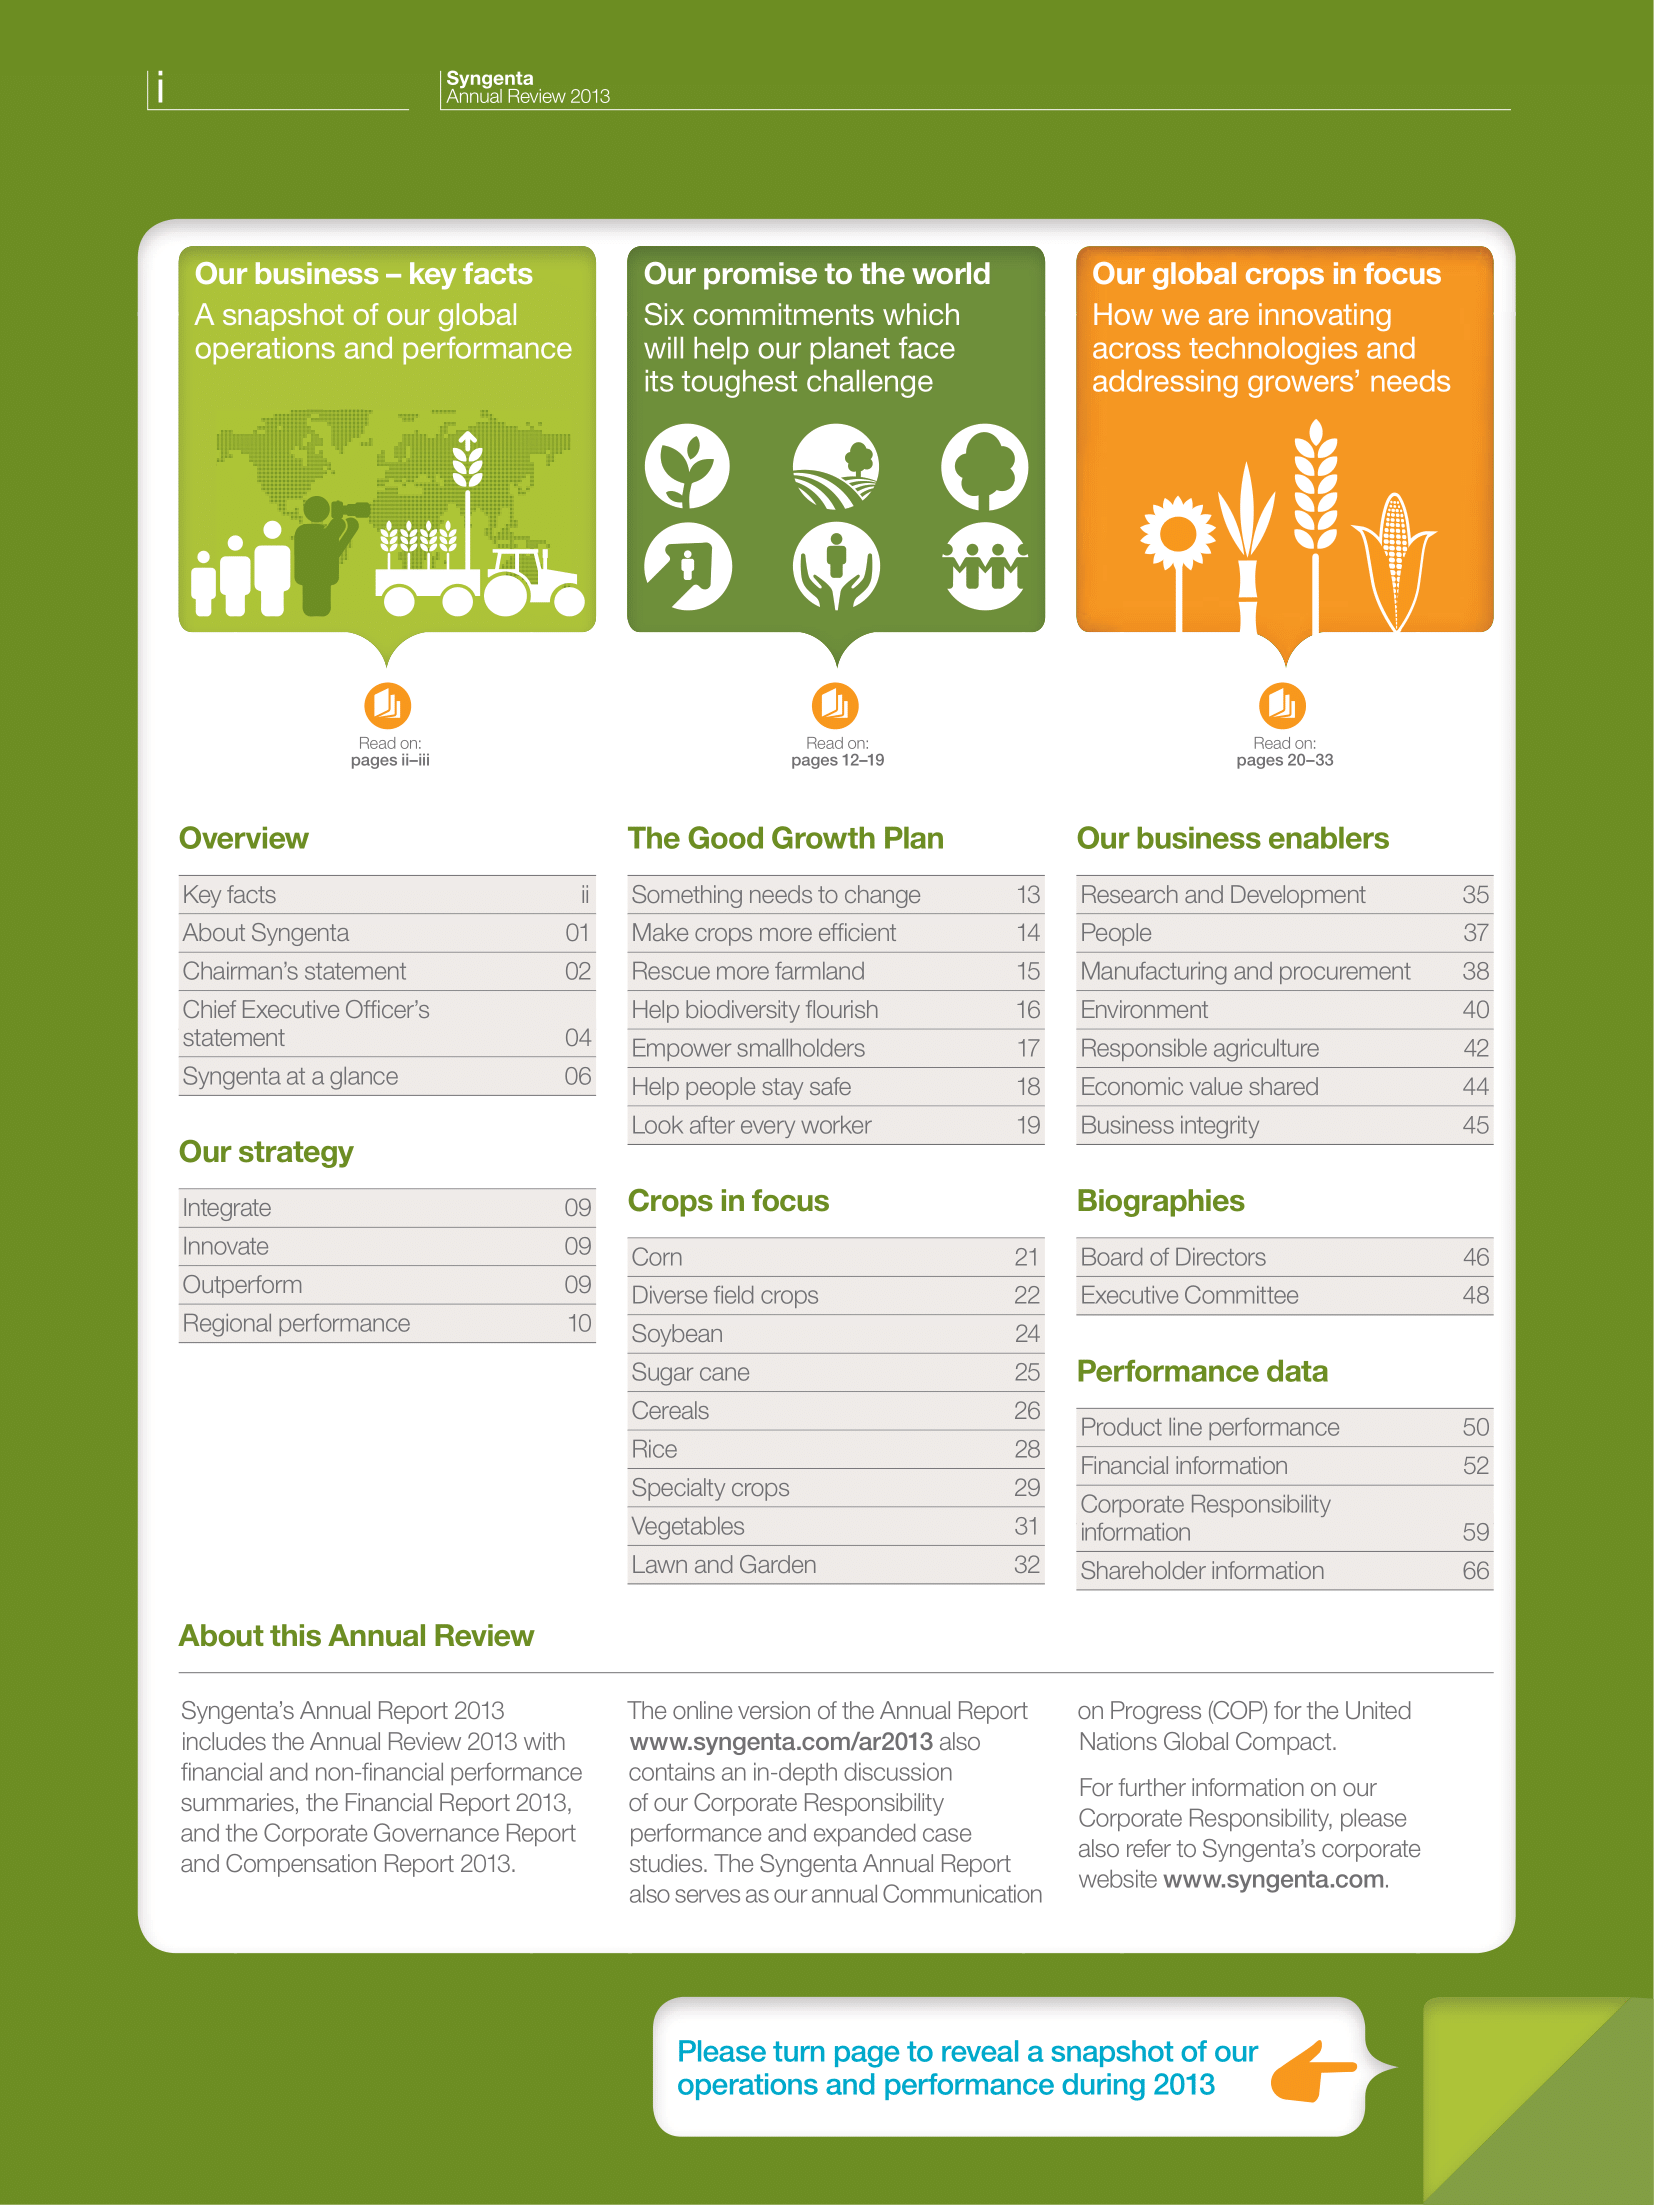 i
Syngenta
Annual Review 2013
Our business – key facts
A snapshot of our global
operations and performance
Read on:
pages ii–iii
Our promise to the world
Six commitments which
will help our planet face
its toughest challenge
Read on:
pages 12–19
Our global crops in focus
How we are innovating
across technologies and
addressing growers’ needs
Read on:
pages 20–33
Overview
Key facts ii
About Syngenta 01
Chairman’s statement 02
Chief Executive Officer’s
statement 04
Syngenta at a glance 06
Our strategy
Integrate 09
Innovate 09
Outperform 09
Regional performance 10
The Good Growth Plan
Something needs to change 13
Make crops more efficient 14
Rescue more farmland 15
Help biodiversity flourish 16
Empower smallholders 17
Help people stay safe 18
Look after every worker 19
Crops in focus
Corn 21
Diverse field crops 22
Soybean 24
Sugar cane 25
Cereals 26
Rice 28
Specialty crops 29
Vegetables 31
Lawn and Garden 32
Our business enablers
Research and Development 35
People 37
Manufacturing and procurement 38
Environment 40
Responsible agriculture 42
Economic value shared 44
Business integrity 45
Biographies
Board of Directors 46
Executive Committee 48
Performance data
Product line performance 50
Financial information 52
Corporate Responsibility
information 59
Shareholder information 66
About this Annual Review
Syngenta’s Annual Report 2013
includes the Annual Review 2013 with
financial and non-financial performance
summaries, the Financial Report 2013,
and the Corporate Governance Report
and Compensation Report 2013.
The online version of the Annual Report
www.syngenta.com/ar2013 also
contains an in-depth discussion
of our Corporate Responsibility
performance and expanded case
studies. The Syngenta Annual Report
also serves as our annual Communication
on Progress (COP) for the United
Nations Global Compact.
For further information on our
Corporate Responsibility, please
also refer to Syngenta’s corporate
website www.syngenta.com.
Please turn page to reveal a snapshot of our
operations and performance during 2013